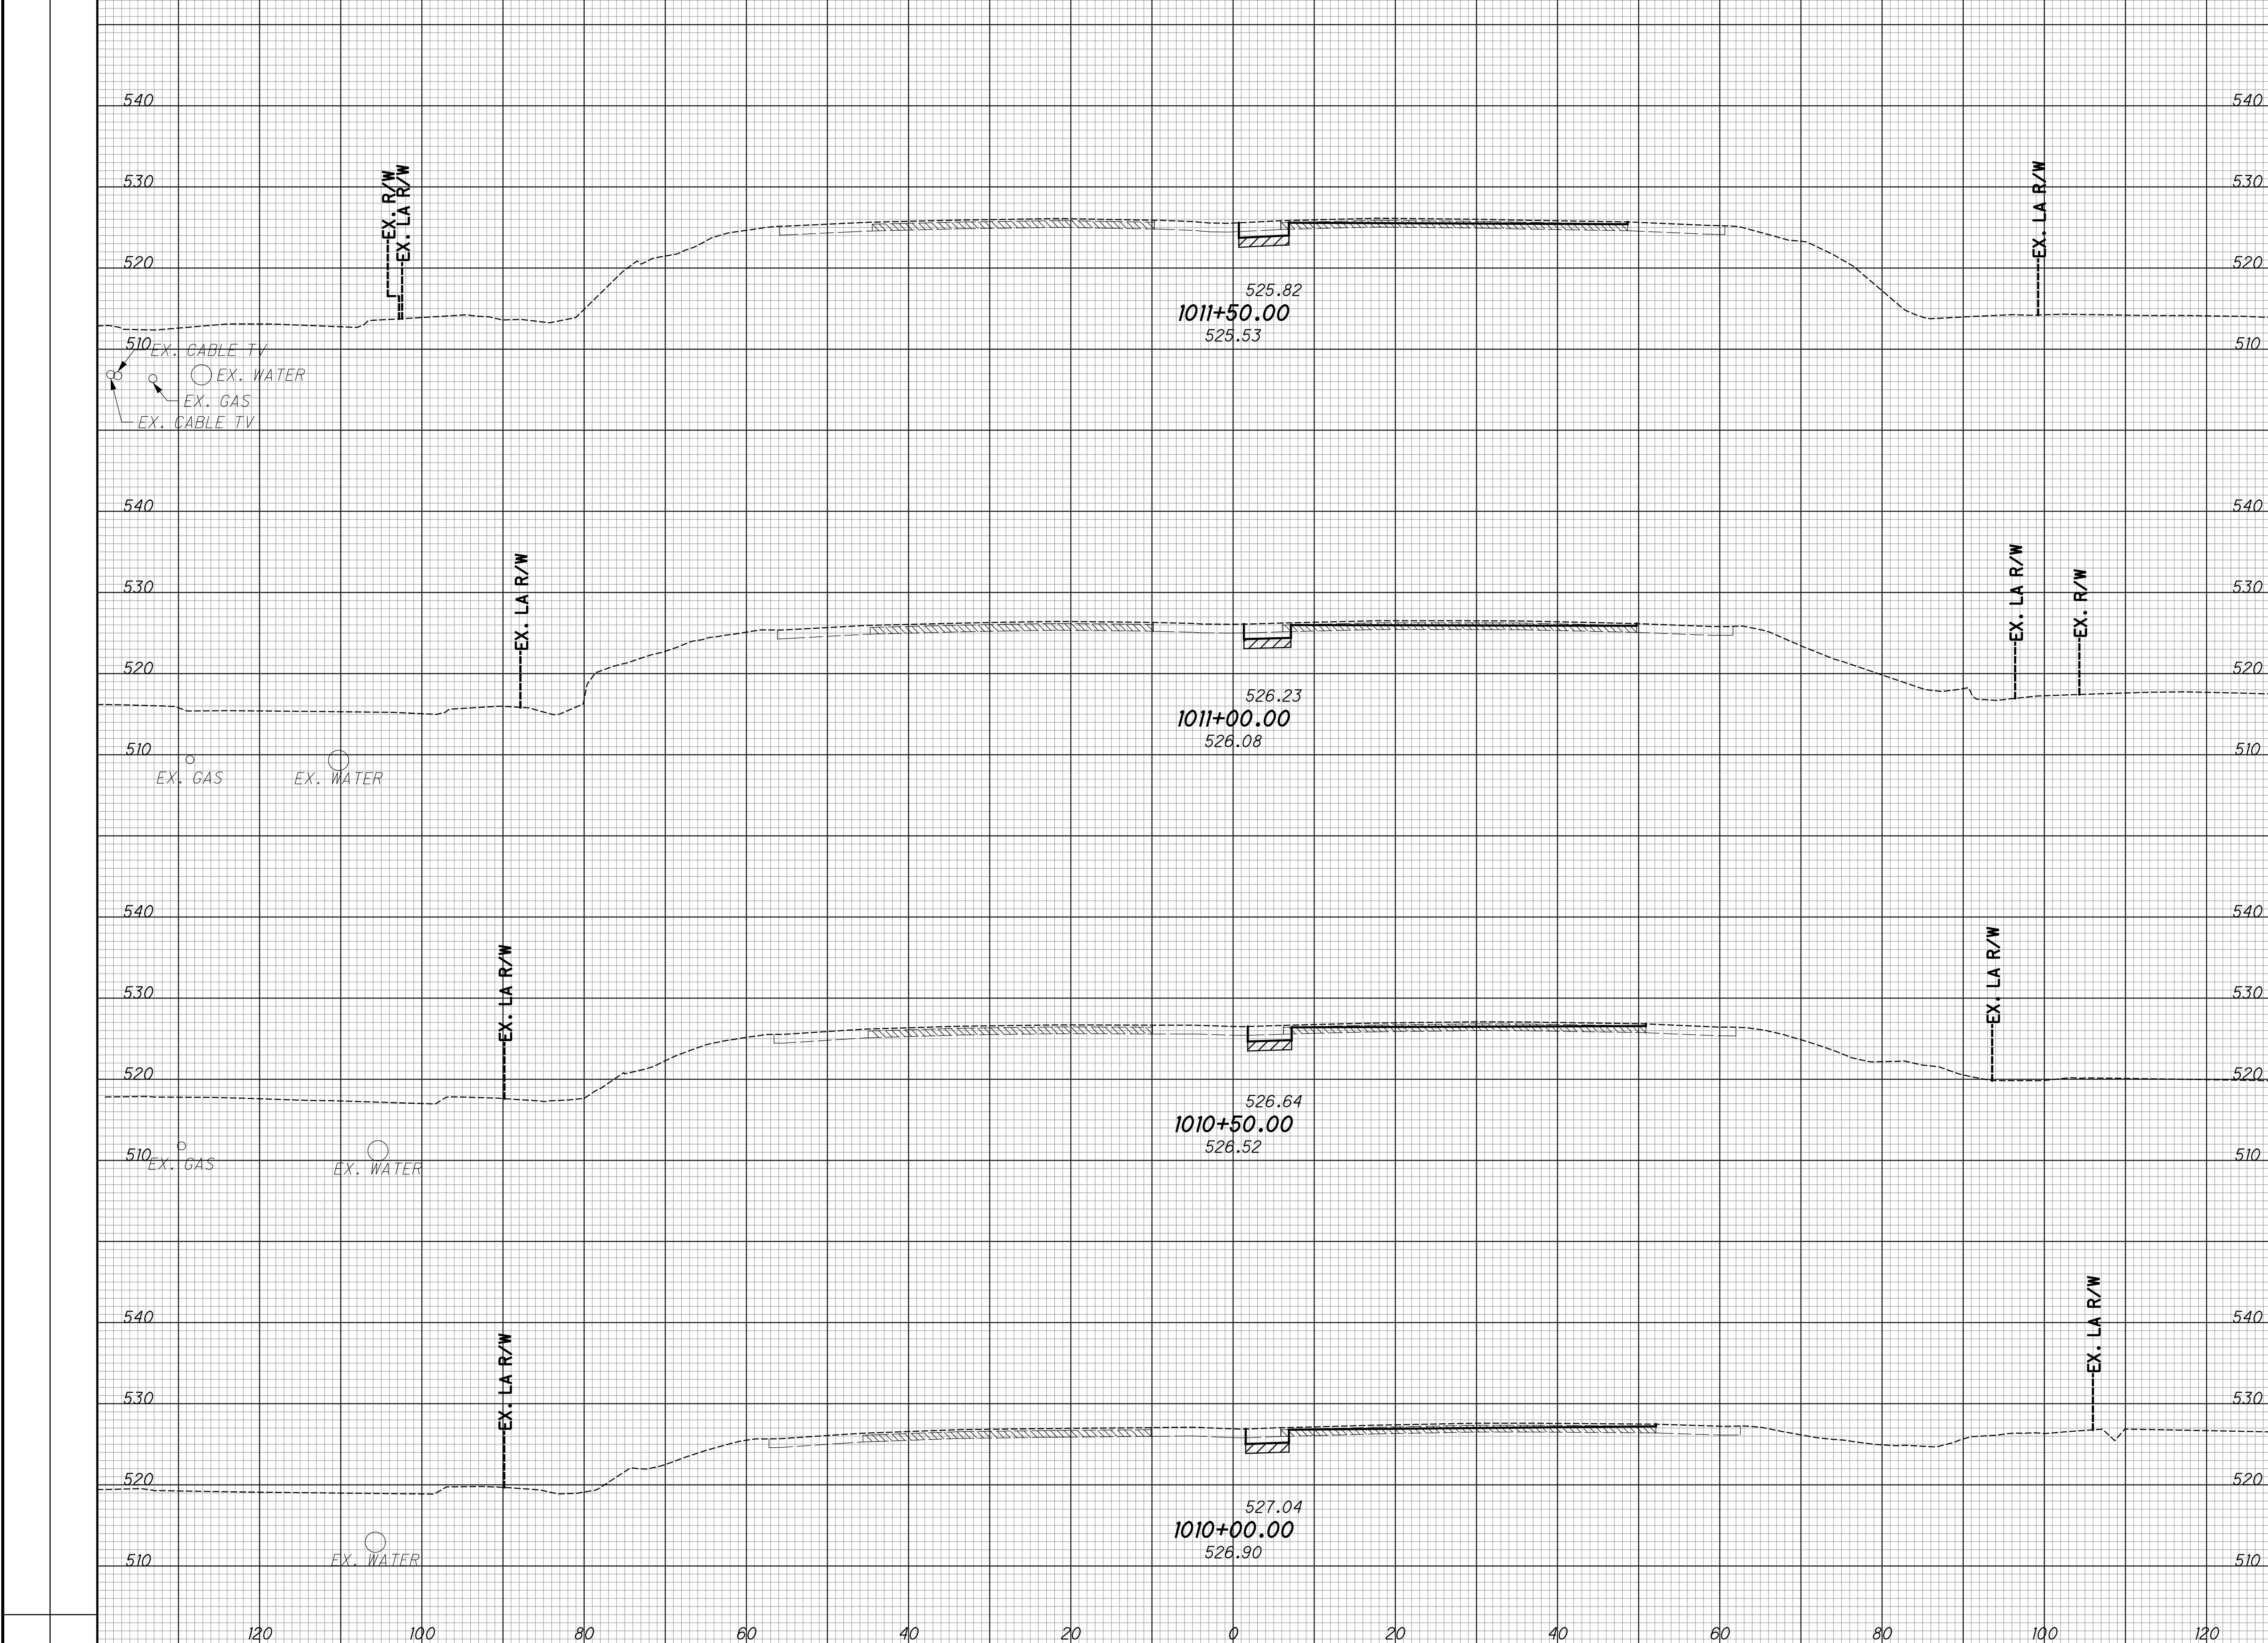 540 540
530 530
EX. R/W
EX. LA R/W
EX. LA R/W
520 520
525.82
1011+50.00
525.53
510 510
EX. CABLE TV
EX. WATER
EX. GAS
EX. CABLE TV
540 540
530 530
EX. LA R/W
EX. LA R/W
EX. R/W
520 520
526.23
1011+00.00
526.08
510 510
EX. GAS
EX. WATER
540 540
530 530
EX. LA R/W
EX. LA R/W
520 520
526.64
1010+50.00
526.52
510 510
EX. GAS
EX. WATER
540 540
530 530
EX. LA R/W
EX. LA R/W
520 520
527.04
1010+00.00
526.90
510 510
EX. WATER
120 100 80 60 40 20 0 20 40 60 80 100 120